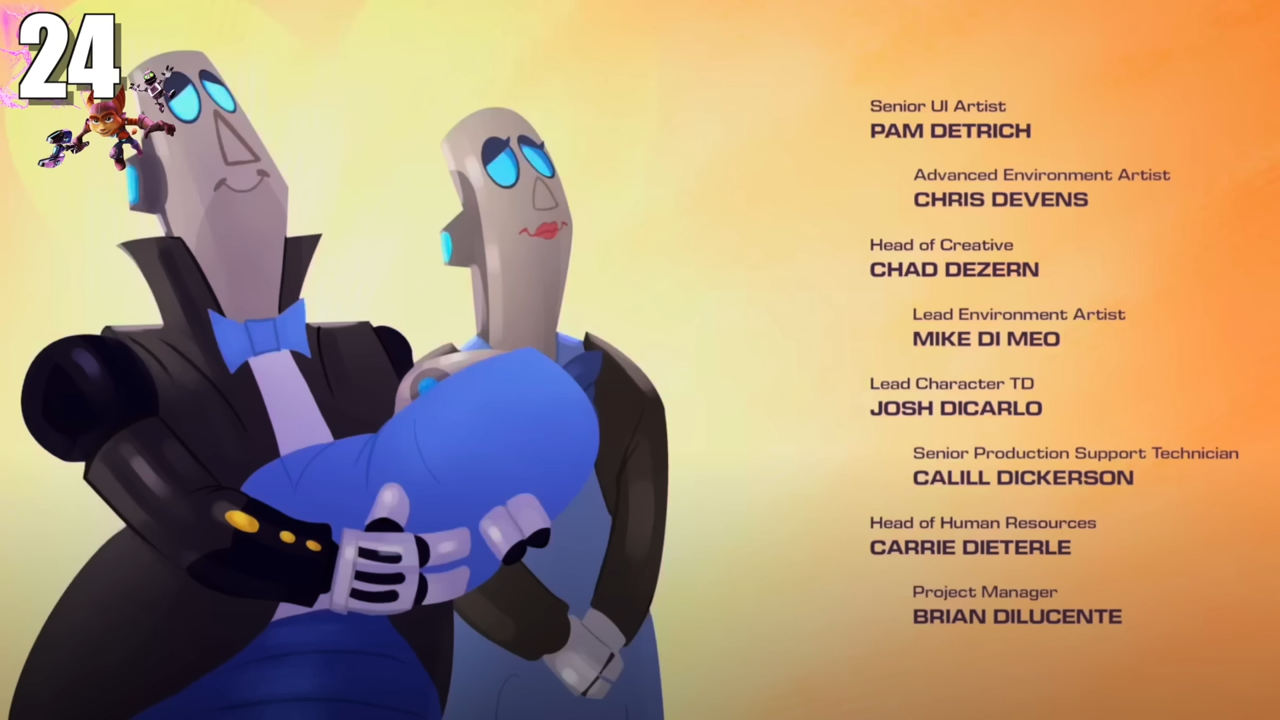 24
Senior UI Artist
PAM DETRICH
Advanced Environment Artist
CHRIS DEVENS
Head of Creative
CHAD DEZERN
Lead Environment Artist
MIKE DI MEO
Lead Character TD
JOSH DICARLO
Senior Production Support Technician
CALILL DICKERSON
Head of Human Resources
CARRIE DIETERLE
Project Manager
BRIAN DILUCENTE